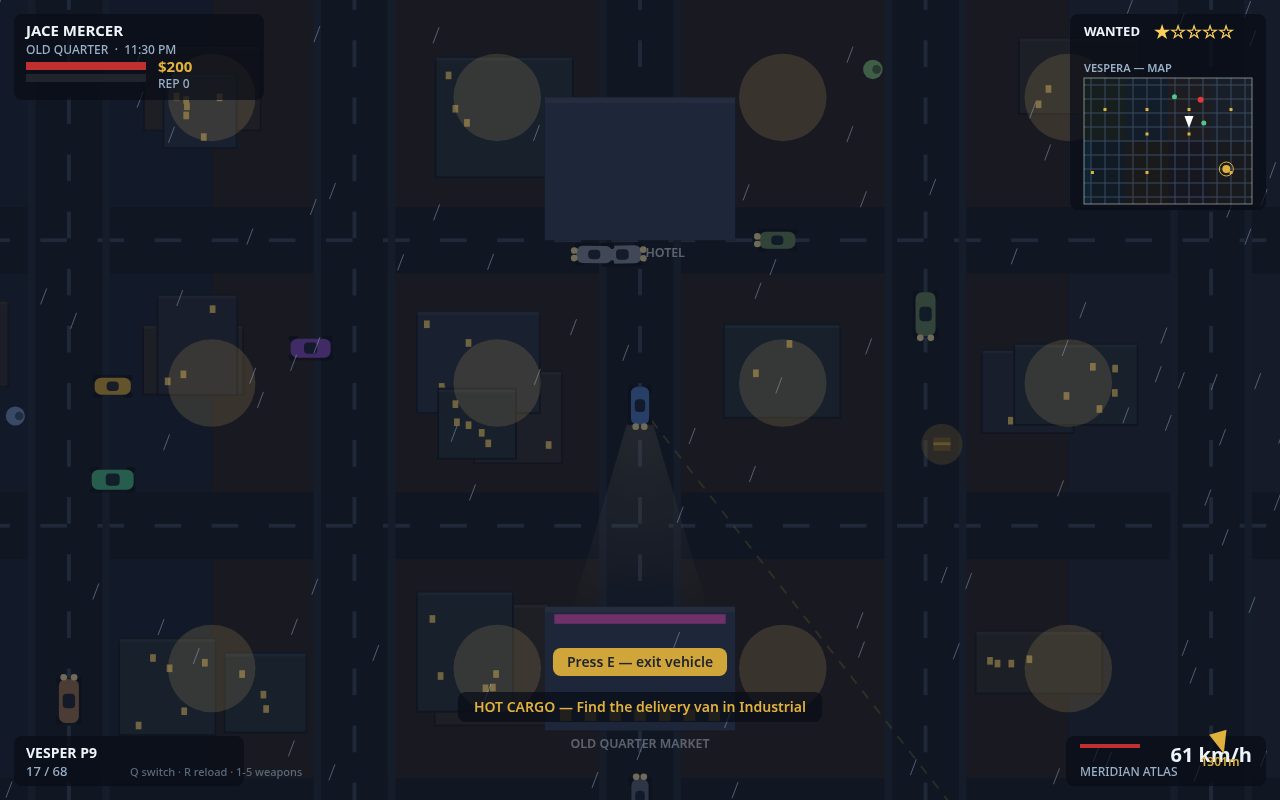 JACE MERCER
OLD QUARTER · 11:30 PM
$200
REP 0
WANTED ★☆☆☆☆
VESPERA — MAP
HOTEL
Press E — exit vehicle
HOT CARGO — Find the delivery van in Industrial
OLD QUARTER MARKET
VESPER P9
17 / 68
Q switch · R reload · 1-5 weapons
61 km/h
MERIDIAN ATLAS